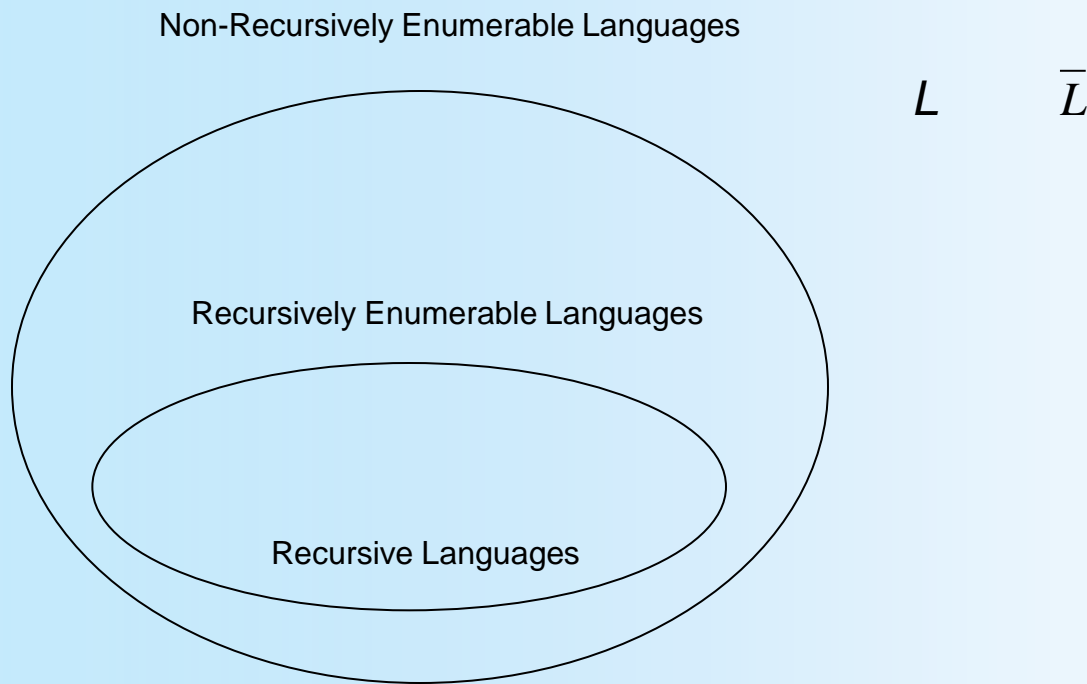 Non-Recursively Enumerable Languages
L L̅
Recursively Enumerable Languages
Recursive Languages